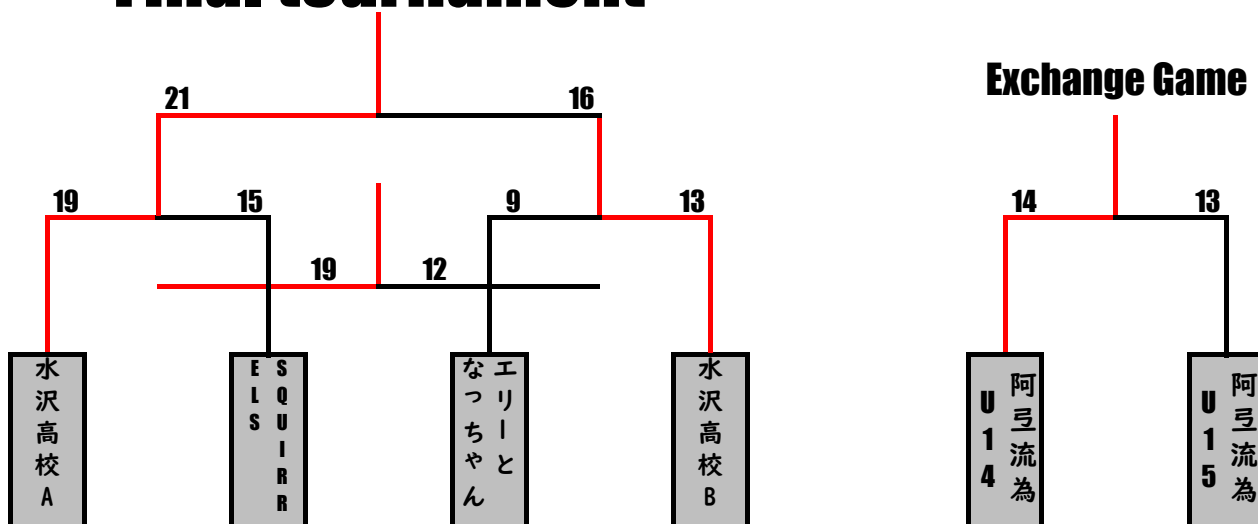 Final tournament
Exchange Game
21
16
19
15
9
13
14
13
19
12
水沢高校A
SQUIRR
ELS
エリーと
なっちゃん
水沢高校B
阿弖流為
U14
阿弖流為
U15